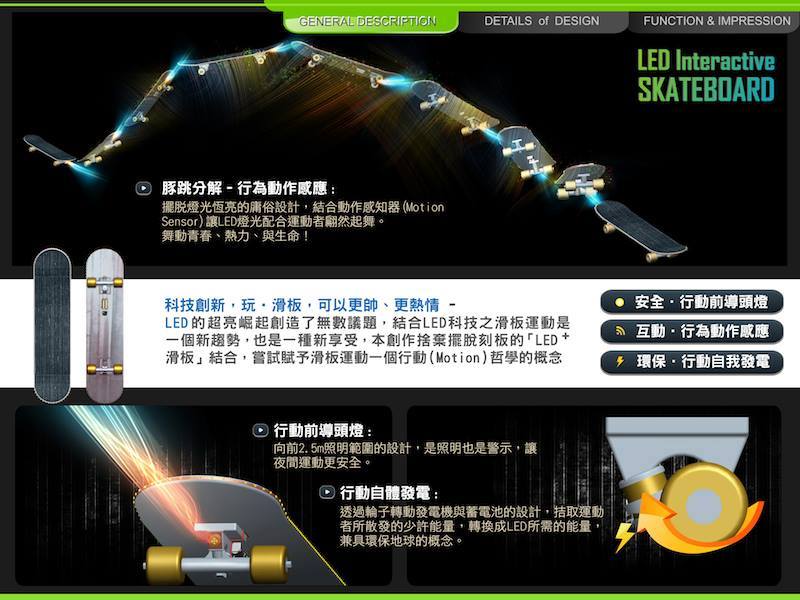 GENERAL DESCRIPTION
DETAILS of DESIGN
FUNCTION & IMPRESSION
LED Interactive
SKATEBOARD
豚跳分解 - 行為動作感應：
擺脫燈光恆亮的庸俗設計，結合動作感知器(Motion
Sensor)讓LED燈光配合運動者翩然起舞。
舞動青春、熱力、與生命！
科技創新，玩・滑板，可以更帥、更熱情 -
LED的超亮崛起創造了無數議題，結合LED科技之滑板運動是
一個新趨勢，也是一種新享受，本創作捨棄擺脫刻板的「LED+
滑板」結合，嘗試賦予滑板運動一個行動(Motion)哲學的概念
安全・行動前導頭燈
互動・行為動作感應
環保・行動自我發電
行動前導頭燈：
向前2.5m照明範圍的設計，是照明也是警示，讓
夜間運動更安全。
行動自體發電：
透過輪子轉動發電機與蓄電池的設計，拮取運動
者所散發的少許能量，轉換成LED所需的能量，
兼具環保地球的概念。